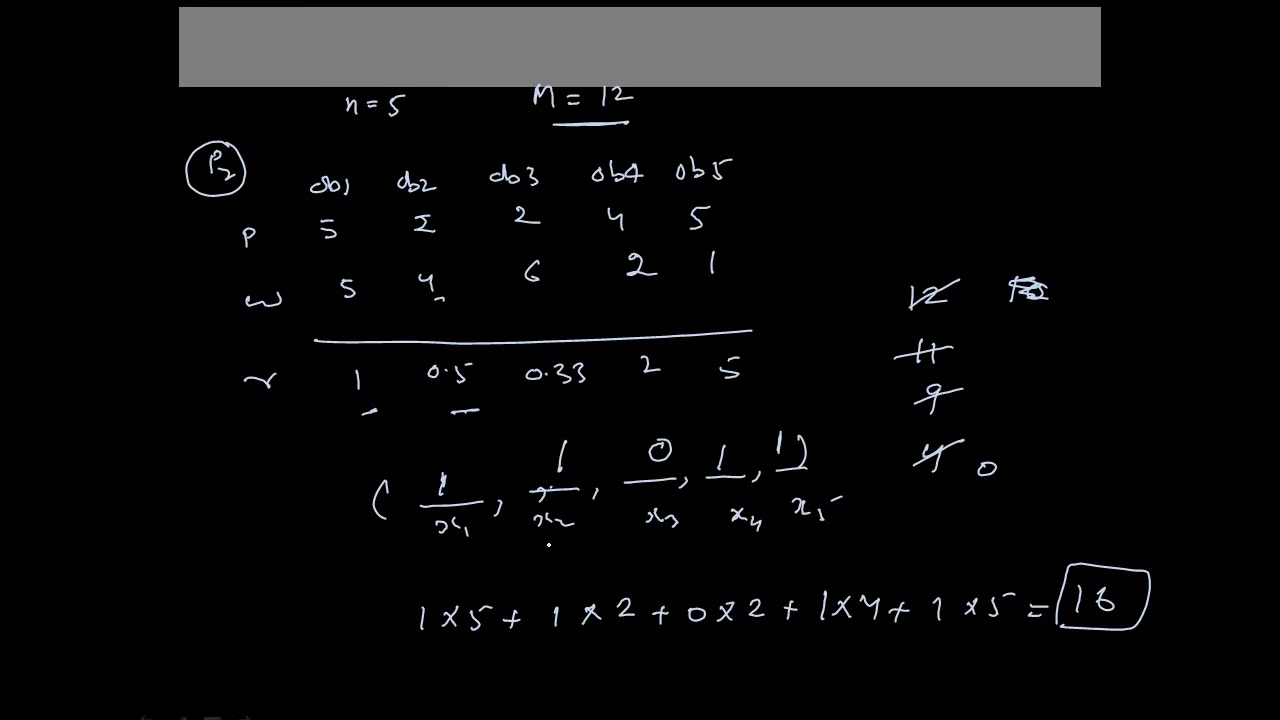 n = 5 M = 12
P2
ob1 ob2 ob3 ob4 ob5
P 5 2 2 4 5
w 5 4 6 2 1
12
11
r 1 0.5 0.33 2 5
9
4 0
( 1 , 1 , 0 , 1 , 1 )
x1 x2 x3 x4 x5
1 x 5 + 1 x 2 + 0 x 2 + 1 x 4 + 1 x 5 = 16